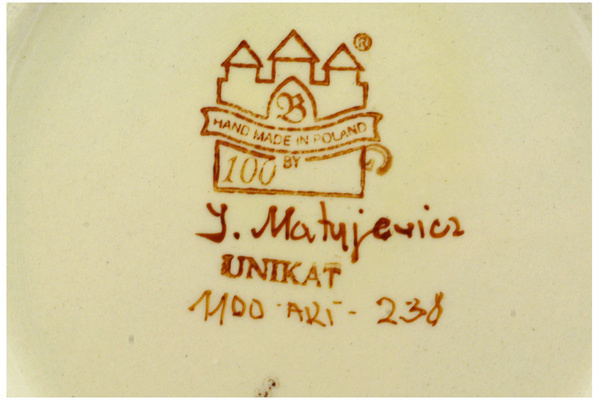 ®
B
HAND MADE IN POLAND
BY
100
J. Matyjewicz
UNIKAT
1100 ART - 238